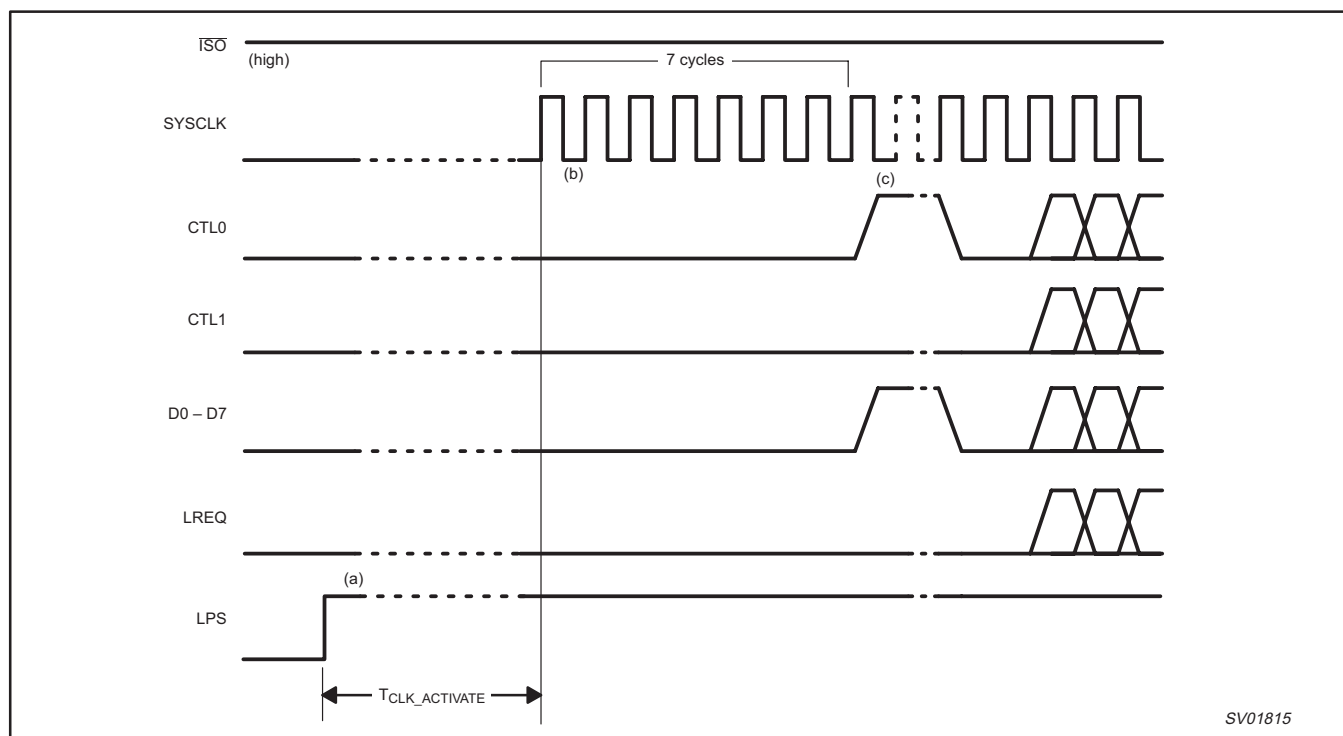 ISO
(high)
7 cycles
SYSCLK
(b)
(c)
CTL0
CTL1
D0 – D7
LREQ
(a)
LPS
TCLK_ACTIVATE
SV01815